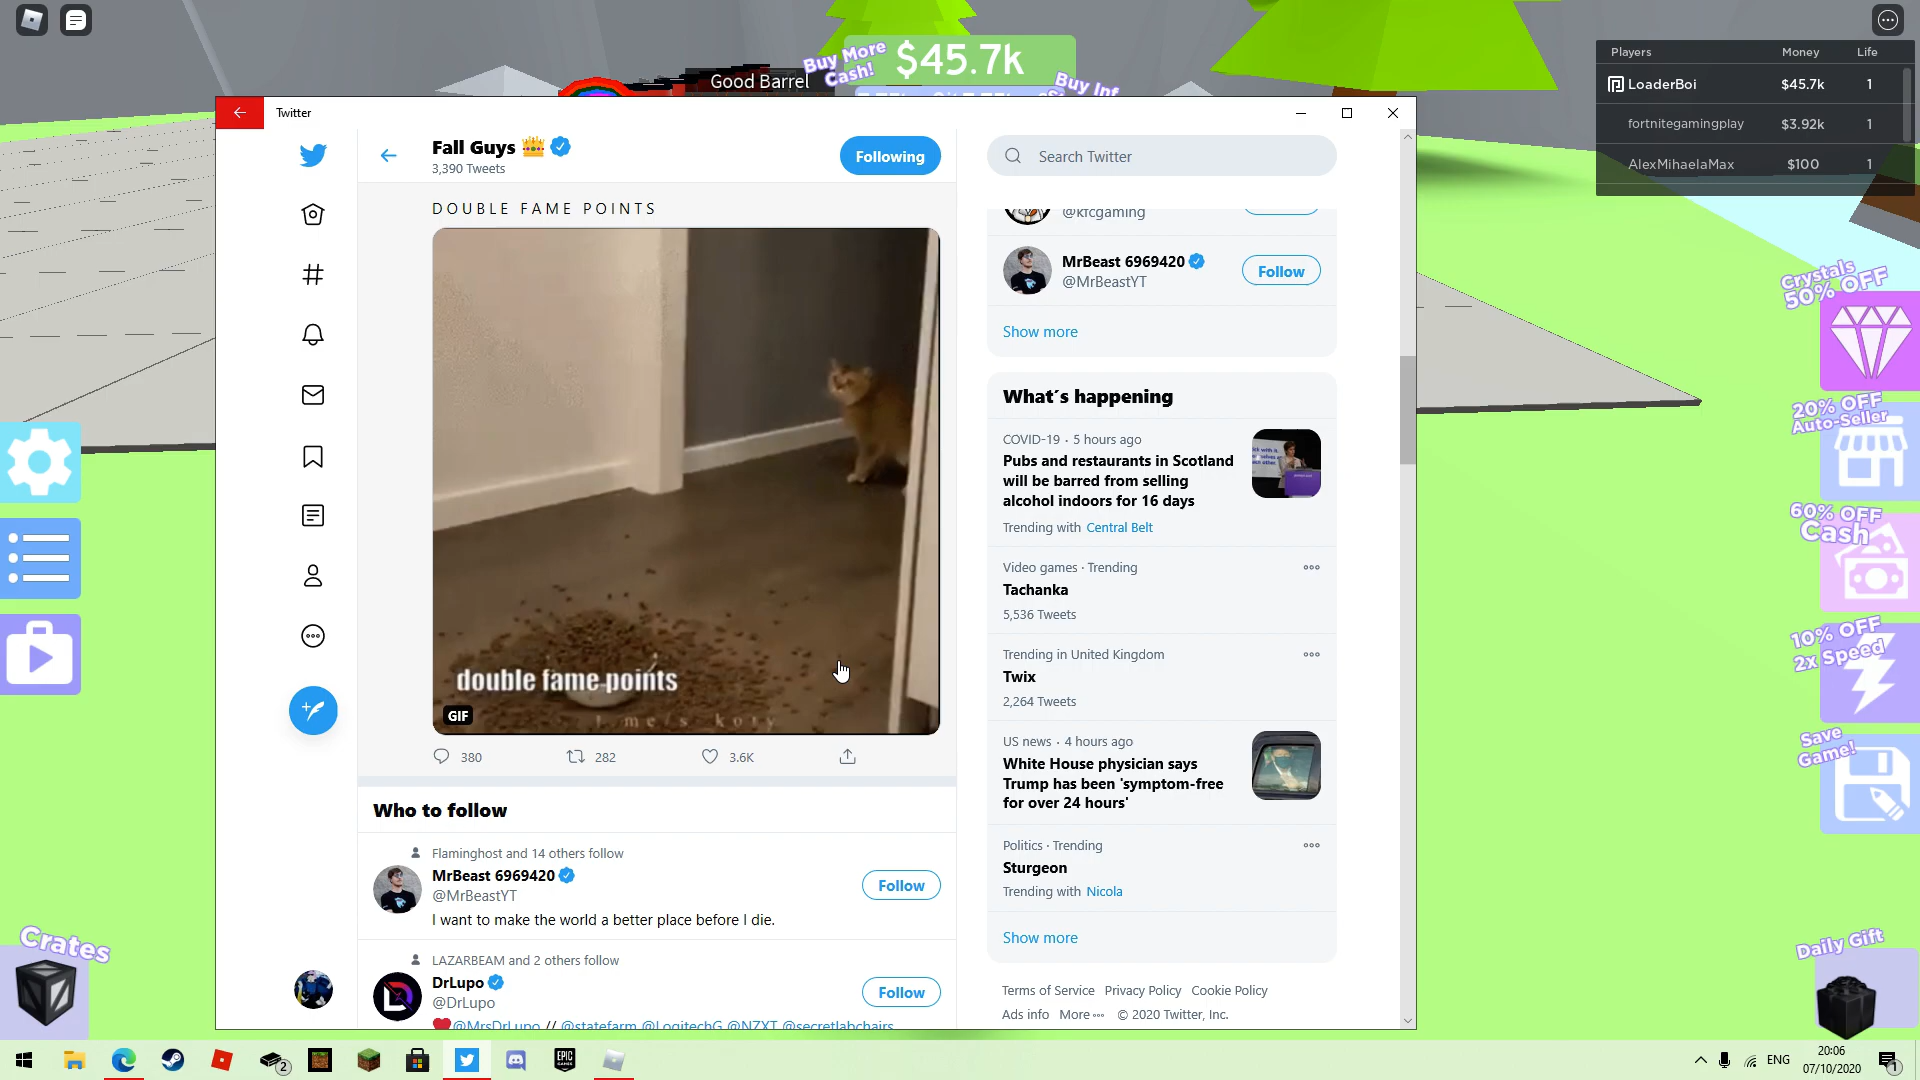 Buy More
Cash!
$45.7k
Good Barrel
Buy Inf
Players Money Life
LoaderBoi $45.7k 1
fortnitegamingplay $3.92k 1
AlexMihaelaMax $100 1
Twitter
Fall Guys
3,390 Tweets
Following
Search Twitter
DOUBLE FAME POINTS
double fame points
GIF
380 282 3.6K
Who to follow
Flaminghost and 14 others follow
MrBeast 6969420
@MrBeastYT
I want to make the world a better place before I die.
Follow
LAZARBEAM and 2 others follow
DrLupo
@DrLupo
Follow
@MrsDrLupo // @statefarm @LogitechG @NZXT @secretlabchairs
@kfcgaming
MrBeast 6969420
@MrBeastYT
Follow
Show more
What's happening
COVID-19 · 5 hours ago
Pubs and restaurants in Scotland
will be barred from selling
alcohol indoors for 16 days
Trending with Central Belt
Video games · Trending
Tachanka
5,536 Tweets
Trending in United Kingdom
Twix
2,264 Tweets
US news · 4 hours ago
White House physician says
Trump has been 'symptom-free
for over 24 hours'
Politics · Trending
Sturgeon
Trending with Nicola
Show more
Terms of Service Privacy Policy Cookie Policy
Ads info More © 2020 Twitter, Inc.
Crystals
50% OFF
20% OFF
Auto-Seller
60% OFF
Cash
10% OFF
2x Speed
Save
Game!
Daily Gift
Crates
2
EPIC
GAMES
ENG
20:06
07/10/2020
1